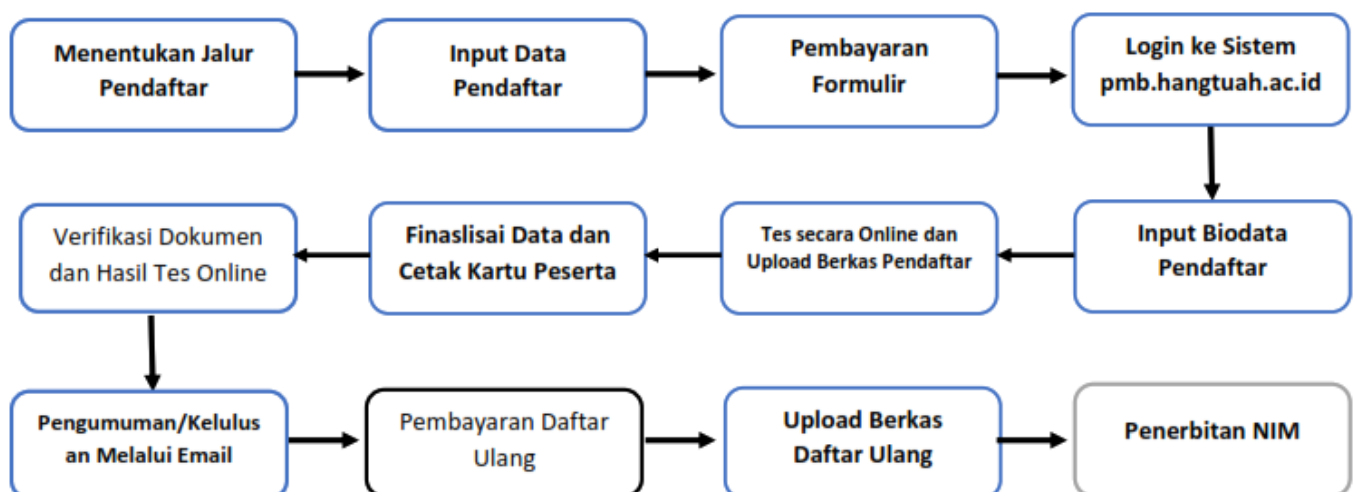 Menentukan Jalur
Pendaftar
Input Data
Pendaftar
Pembayaran
Formulir
Login ke Sistem
pmb.hangtuah.ac.id
Input Biodata
Pendaftar
Tes secara Online dan
Upload Berkas Pendaftar
Finaslisai Data dan
Cetak Kartu Peserta
Verifikasi Dokumen
dan Hasil Tes Online
Pengumuman/Kelulus
an Melalui Email
Pembayaran Daftar
Ulang
Upload Berkas
Daftar Ulang
Penerbitan NIM